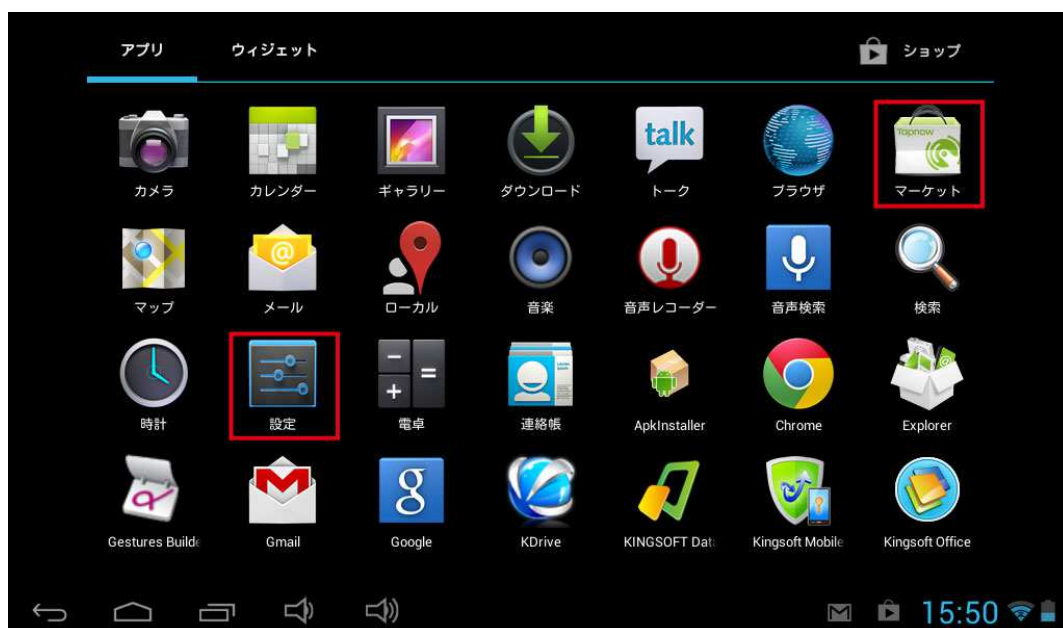 アプリ ウィジェット ショップ
talk Tapnow
カメラ カレンダー ギャラリー ダウンロード トーク ブラウザ マーケット
マップ メール ローカル 音楽 音声レコーダー 音声検索 検索
時計 設定 電卓 連絡帳 ApkInstaller Chrome Explorer
Gestures Builde Gmail Google KDrive KINGSOFT Dat Kingsoft Mobile Kingsoft Office
15:50